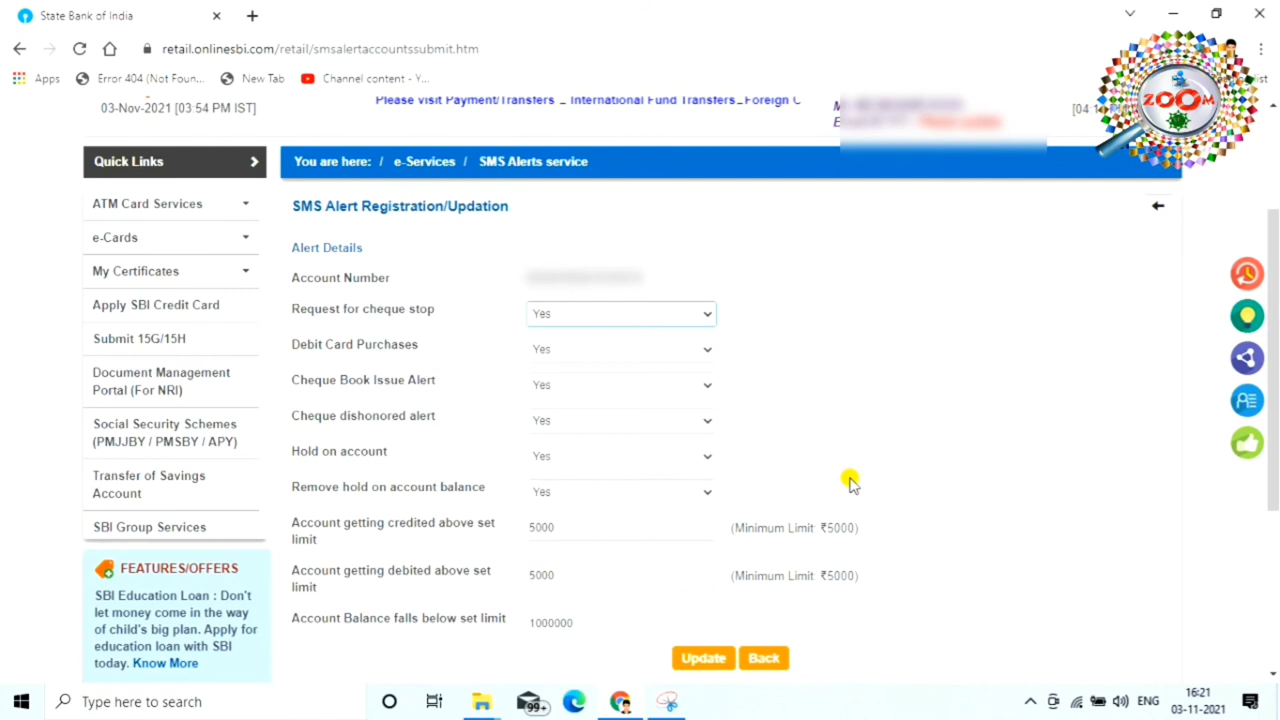 State Bank of India
retail.onlinesbi.com/retail/smsalertaccountssubmit.htm
Apps
Error 404 (Not Foun...
New Tab
Channel content - Y...
ZOOM
03-Nov-2021 [03:54 PM IST]
Please visit Payment/Transfers _ International Fund Transfers_Foreign C
Quick Links
You are here: / e-Services / SMS Alerts service
ATM Card Services
e-Cards
My Certificates
Apply SBI Credit Card
Submit 15G/15H
Document Management
Portal (For NRI)
Social Security Schemes
(PMJJBY / PMSBY / APY)
Transfer of Savings
Account
SBI Group Services
FEATURES/OFFERS
SBI Education Loan : Don't
let money come in the way
of child's big plan. Apply for
education loan with SBI
today. Know More
SMS Alert Registration/Updation
Alert Details
Account Number
Request for cheque stop Yes
Debit Card Purchases Yes
Cheque Book Issue Alert Yes
Cheque dishonored alert Yes
Hold on account Yes
Remove hold on account balance Yes
Account getting credited above set
limit
5000 (Minimum Limit ₹5000)
Account getting debited above set
limit
5000 (Minimum Limit ₹5000)
Account Balance falls below set limit 1000000
Update Back
Type here to search
99+
ENG
16:21
03-11-2021